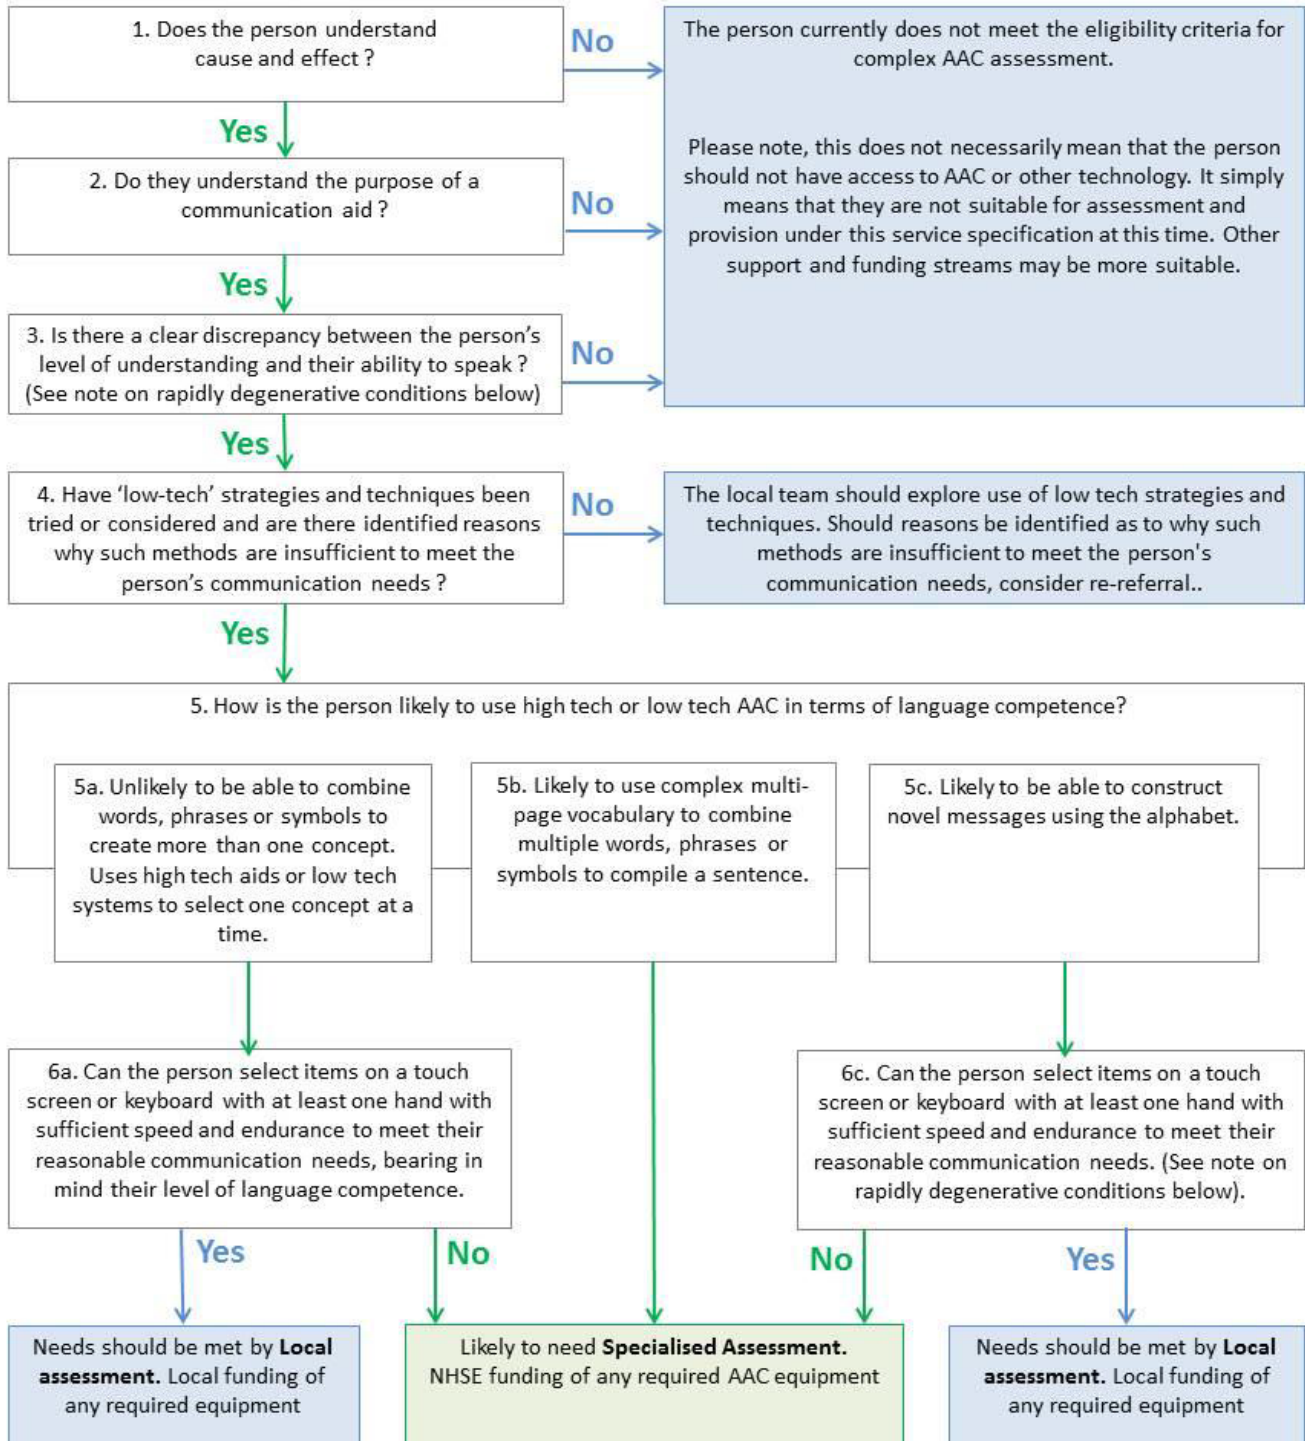 1. Does the person understand
cause and effect ?
No
The person currently does not meet the eligibility criteria for
complex AAC assessment.
Please note, this does not necessarily mean that the person
should not have access to AAC or other technology. It simply
means that they are not suitable for assessment and
provision under this service specification at this time. Other
support and funding streams may be more suitable.
Yes
2. Do they understand the purpose of a
communication aid ?
No
Yes
3. Is there a clear discrepancy between the person's
level of understanding and their ability to speak ?
(See note on rapidly degenerative conditions below)
No
Yes
4. Have 'low-tech' strategies and techniques been
tried or considered and are there identified reasons
why such methods are insufficient to meet the
person's communication needs ?
No
The local team should explore use of low tech strategies and
techniques. Should reasons be identified as to why such
methods are insufficient to meet the person's
communication needs, consider re-referral..
Yes
5. How is the person likely to use high tech or low tech AAC in terms of language competence?
5a. Unlikely to be able to combine
words, phrases or symbols to
create more than one concept.
Uses high tech aids or low tech
systems to select one concept at a
time.
5b. Likely to use complex multi-
page vocabulary to combine
multiple words, phrases or
symbols to compile a sentence.
5c. Likely to be able to construct
novel messages using the alphabet.
6a. Can the person select items on a touch
screen or keyboard with at least one hand with
sufficient speed and endurance to meet their
reasonable communication needs, bearing in
mind their level of language competence.
6c. Can the person select items on a touch
screen or keyboard with at least one hand with
sufficient speed and endurance to meet their
reasonable communication needs. (See note on
rapidly degenerative conditions below).
Yes
No
No
Yes
Needs should be met by Local
assessment. Local funding of
any required equipment
Likely to need Specialised Assessment.
NHSE funding of any required AAC equipment
Needs should be met by Local
assessment. Local funding of
any required equipment